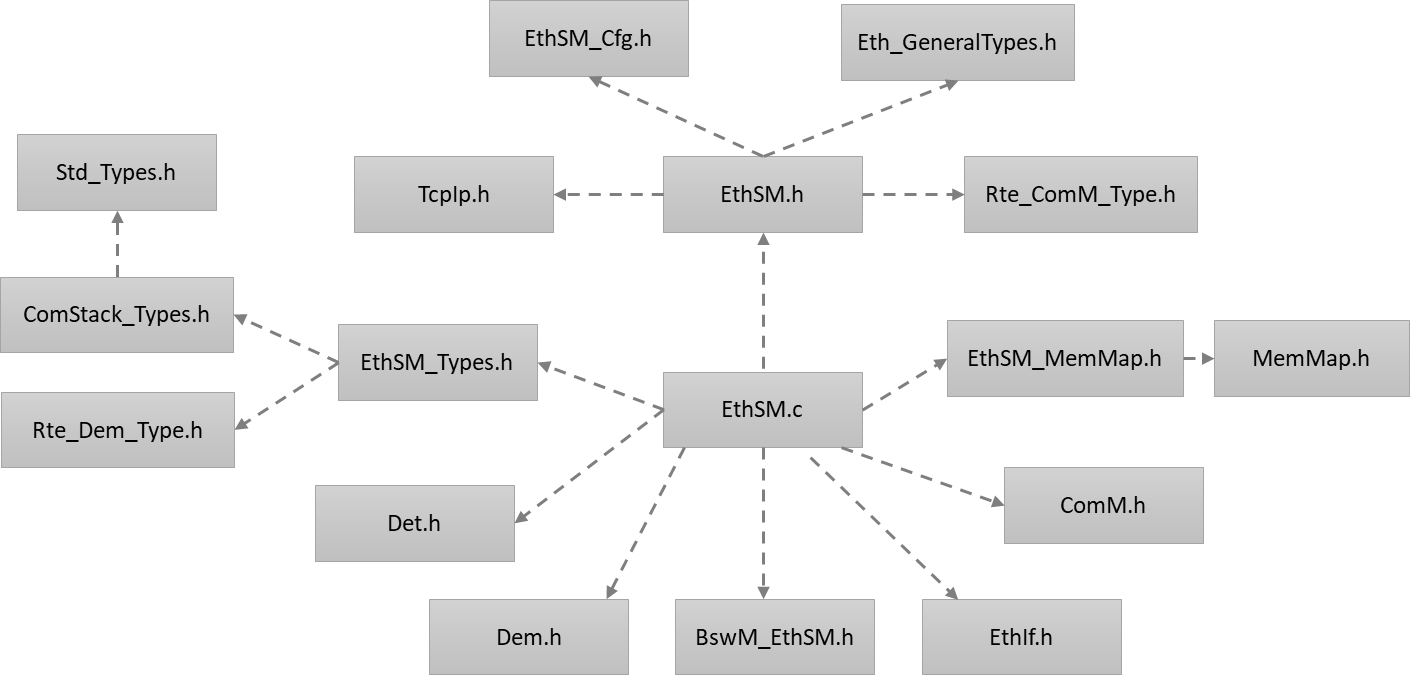 EthSM_Cfg.h
Eth_GeneralTypes.h
Std_Types.h
TcpIp.h
EthSM.h
Rte_ComM_Type.h
ComStack_Types.h
EthSM_Types.h
EthSM_MemMap.h
MemMap.h
Rte_Dem_Type.h
EthSM.c
Det.h
ComM.h
Dem.h
BswM_EthSM.h
EthIf.h